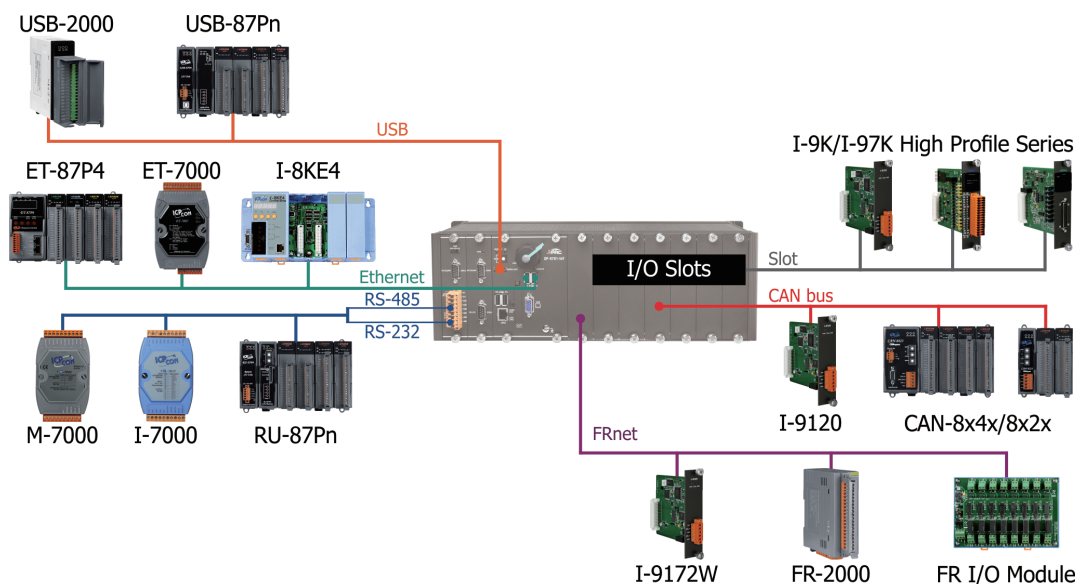 USB-2000
USB-87Pn
USB
ET-87P4
ET-7000
I-8KE4
I-9K/I-97K High Profile Series
I/O Slots
Slot
Ethernet
RS-485
RS-232
CAN bus
M-7000
I-7000
RU-87Pn
I-9120
CAN-8x4x/8x2x
FRnet
I-9172W
FR-2000
FR I/O Module